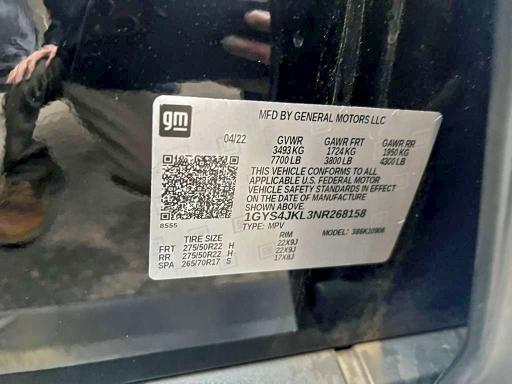 gm
MFD BY GENERAL MOTORS LLC
04/22 GVWR GAWR FRT GAWR RR
3493 KG 1724 KG 1950 KG
7700 LB 3800 LB 4300 LB
THIS VEHICLE CONFORMS TO ALL
APPLICABLE U.S. FEDERAL MOTOR
VEHICLE SAFETY STANDARDS IN EFFECT
ON THE DATE OF MANUFACTURE
SHOWN ABOVE.
1GYS4JKL3NR268158
8555 TYPE: MPV MODEL:
TIRE SIZE RIM
FRT 275/50R22 H 22X9J
RR 275/50R22 H 22X9J
SPA 265/70R17 S 17X8J